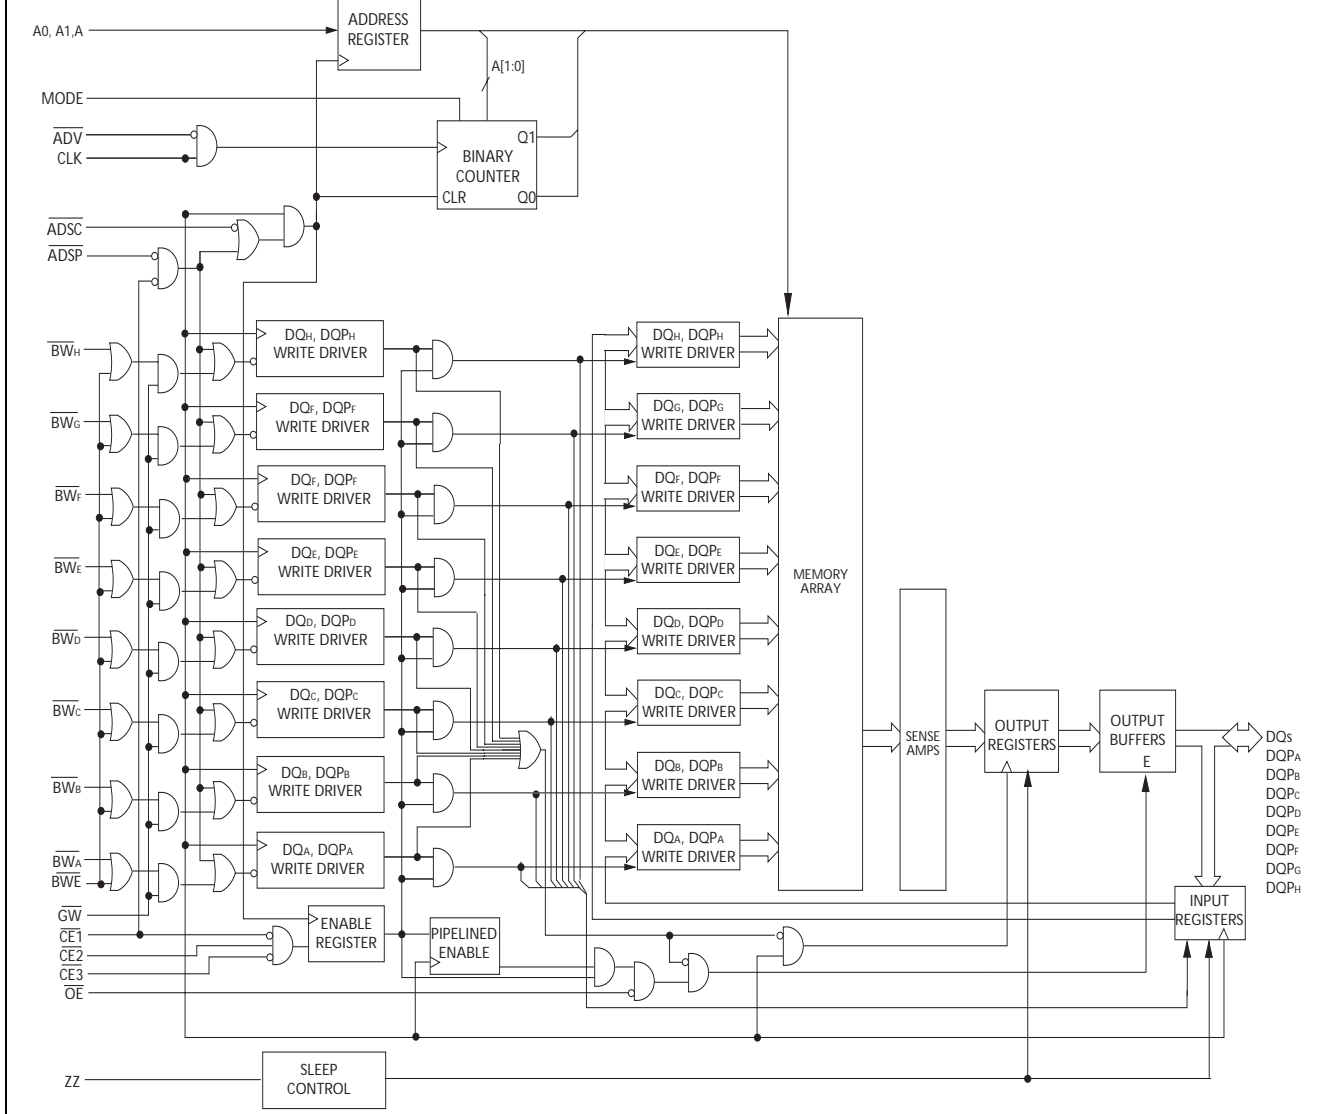 ADDRESS
REGISTER
A0, A1,A
A[1:0]
MODE
ADV
CLK
Q1
BINARY
COUNTER
CLR
Q0
ADSC
ADSP
BWH
DQH, DQPH
WRITE DRIVER
DQH, DQPH
WRITE DRIVER
BWG
DQF, DQPF
WRITE DRIVER
DQG, DQPG
WRITE DRIVER
BWF
DQF, DQPF
WRITE DRIVER
DQF, DQPF
WRITE DRIVER
BWE
DQE, DQPE
WRITE DRIVER
DQE, DQPE
WRITE DRIVER
MEMORY
ARRAY
BWD
DQD, DQPD
WRITE DRIVER
DQD, DQPD
WRITE DRIVER
BWC
DQC, DQPC
WRITE DRIVER
DQC, DQPC
WRITE DRIVER
SENSE
AMPS
OUTPUT
REGISTERS
OUTPUT
BUFFERS
E
DQs
DQPA
DQPB
DQPC
DQPD
DQPE
DQPF
DQPG
DQPH
BWB
DQB, DQPB
WRITE DRIVER
DQB, DQPB
WRITE DRIVER
BWA
BWE
DQA, DQPA
WRITE DRIVER
DQA, DQPA
WRITE DRIVER
INPUT
REGISTERS
GW
CE1
CE2
CE3
OE
ENABLE
REGISTER
PIPELINED
ENABLE
ZZ
SLEEP
CONTROL